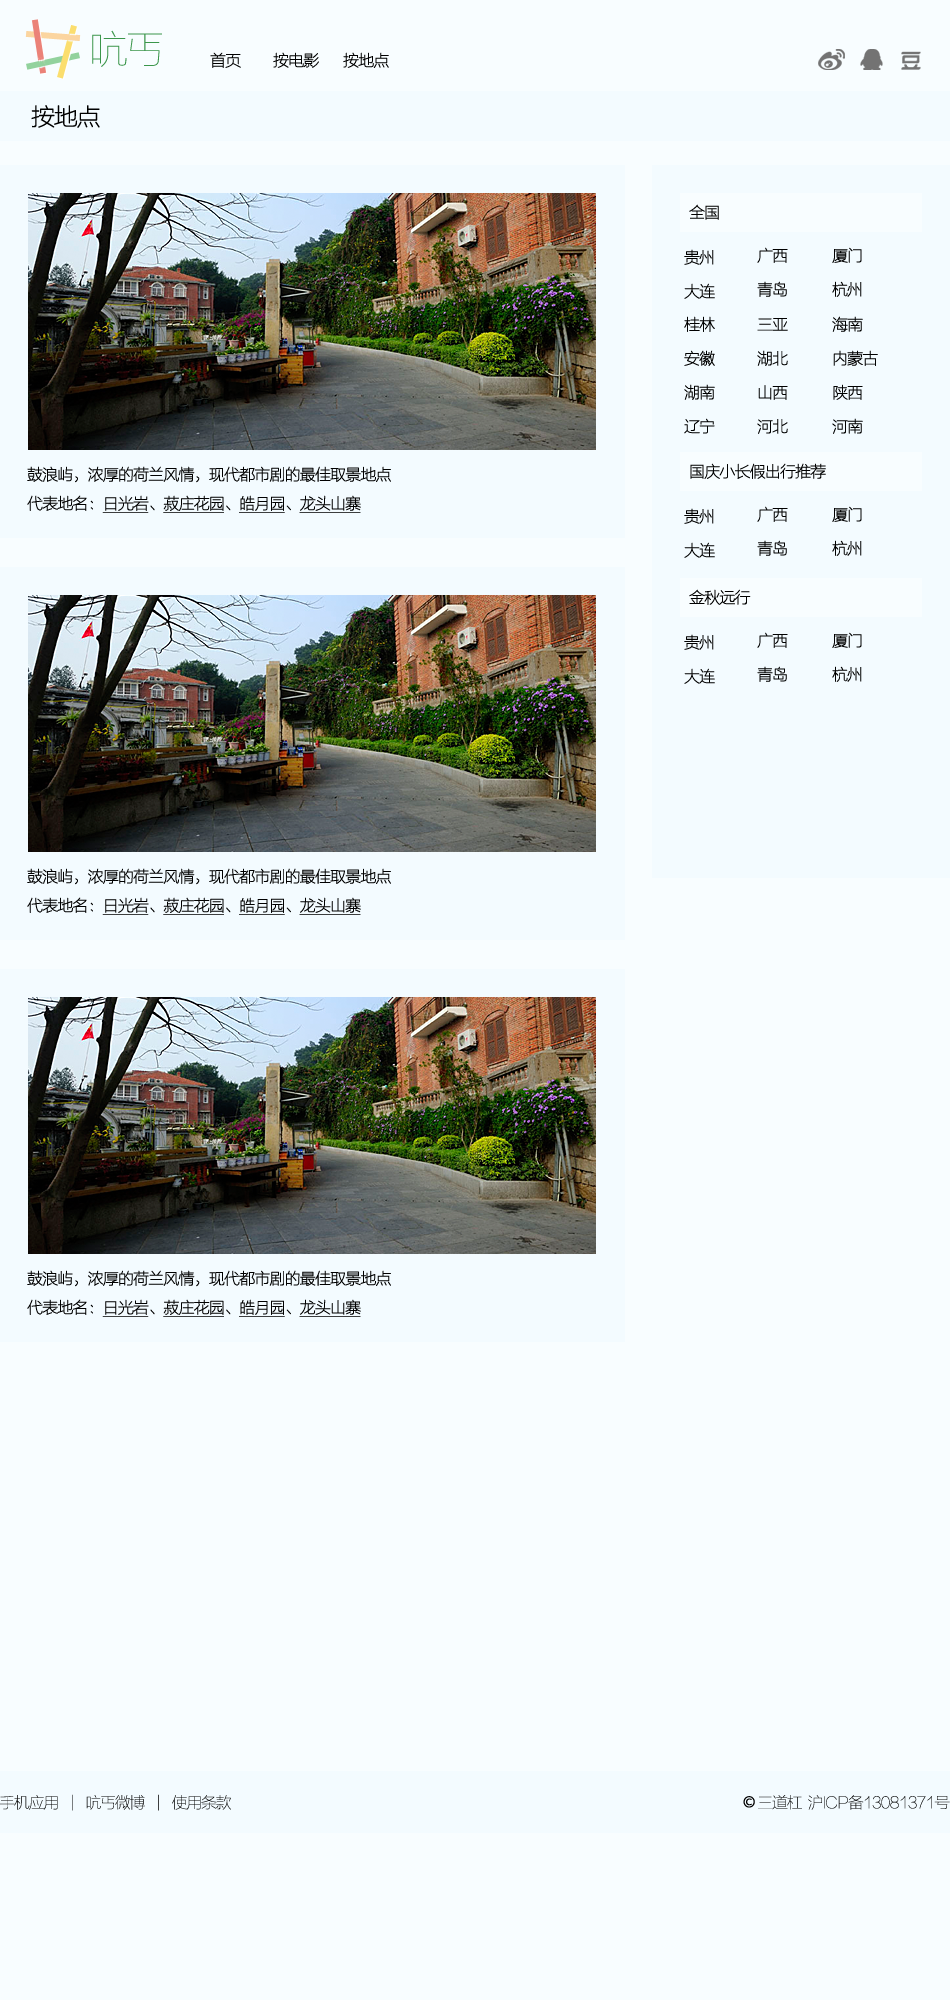 吭丐
首页 按电影 按地点
按地点
鼓浪屿，浓厚的荷兰风情，现代都市剧的最佳取景地点
代表地名：日光岩、菽庄花园、皓月园、龙头山寨
鼓浪屿，浓厚的荷兰风情，现代都市剧的最佳取景地点
代表地名：日光岩、菽庄花园、皓月园、龙头山寨
鼓浪屿，浓厚的荷兰风情，现代都市剧的最佳取景地点
代表地名：日光岩、菽庄花园、皓月园、龙头山寨
全国
贵州 广西 厦门
大连 青岛 杭州
桂林 三亚 海南
安徽 湖北 内蒙古
湖南 山西 陕西
辽宁 河北 河南
国庆小长假出行推荐
贵州 广西 厦门
大连 青岛 杭州
金秋远行
贵州 广西 厦门
大连 青岛 杭州
手机应用 | 吭丐微博 | 使用条款
© 三道杠 沪ICP备13081371号